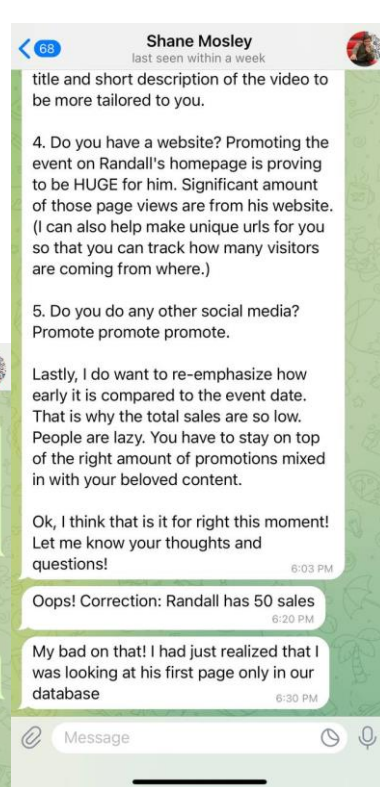 68
Shane Mosley
last seen within a week
title and short description of the video to
be more tailored to you.
4. Do you have a website? Promoting the
event on Randall's homepage is proving
to be HUGE for him. Significant amount
of those page views are from his website.
(I can also help make unique urls for you
so that you can track how many visitors
are coming from where.)
5. Do you do any other social media?
Promote promote promote.
Lastly, I do want to re-emphasize how
early it is compared to the event date.
That is why the total sales are so low.
People are lazy. You have to stay on top
of the right amount of promotions mixed
in with your beloved content.
Ok, I think that is it for right this moment!
Let me know your thoughts and
questions!
6:03 PM
Oops! Correction: Randall has 50 sales
6:20 PM
My bad on that! I had just realized that I
was looking at his first page only in our
database
6:30 PM
Message